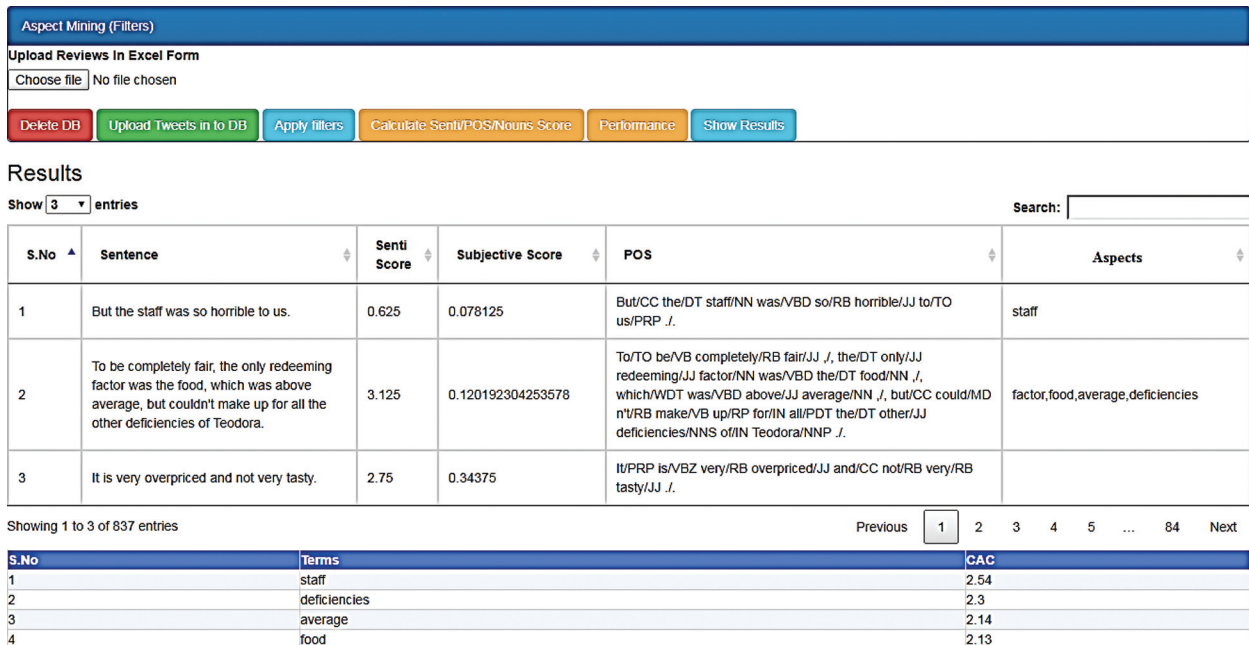 Aspect Mining (Filters)
Upload Reviews In Excel Form
Choose file No file chosen
Delete DB Upload Tweets in to DB Apply filters Calculate Senti/POS/Nouns Score Performance Show Results
Results
Show 3 entries Search:
S.No Sentence Senti Score Subjective Score POS Aspects
1 But the staff was so horrible to us. 0.625 0.078125 But/CC the/DT staff/NN was/VBD so/RB horrible/JJ to/TO
us/PRP ./. staff
2 To be completely fair, the only redeeming
factor was the food, which was above
average, but couldn't make up for all the
other deficiencies of Teodora. 3.125 0.120192304253578 To/TO be/VB completely/RB fair/JJ ,/, the/DT only/JJ
redeeming/JJ factor/NN was/VBD the/DT food/NN ,/,
which/WDT was/VBD above/JJ average/NN ,/, but/CC could/MD
n't/RB make/VB up/RP for/IN all/PDT the/DT other/JJ
deficiencies/NNS of/IN Teodora/NNP ./. factor,food,average,deficiencies
3 It is very overpriced and not very tasty. 2.75 0.34375 It/PRP is/VBZ very/RB overpriced/JJ and/CC not/RB very/RB
tasty/JJ ./.
Showing 1 to 3 of 837 entries Previous 1 2 3 4 5 ... 84 Next
S.No Terms CAC
1 staff 2.54
2 deficiencies 2.3
3 average 2.14
4 food 2.13